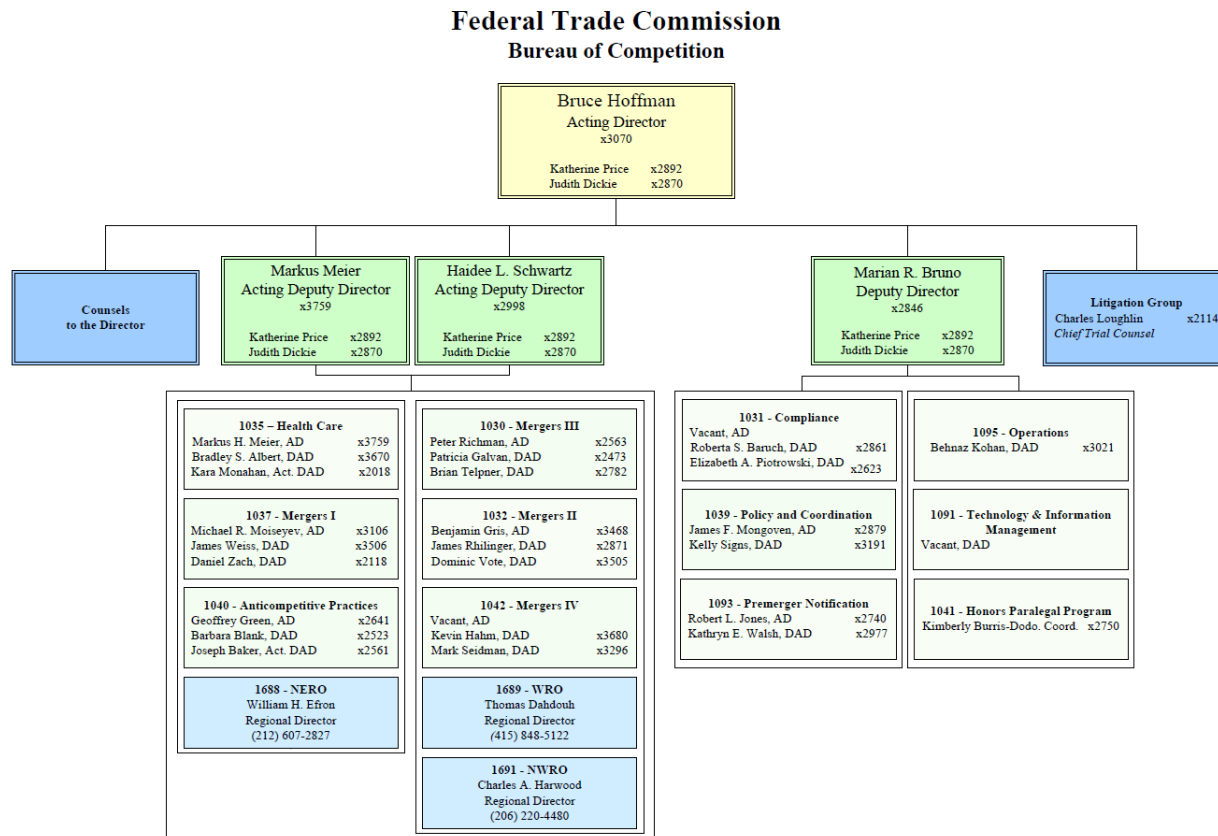 Federal Trade Commission
Bureau of Competition
Bruce Hoffman
Acting Director
x3070
Katherine Price x2892
Judith Dickie x2870
Counsels
to the Director
Markus Meier
Acting Deputy Director
x3759
Katherine Price x2892
Judith Dickie x2870
Haidee L. Schwartz
Acting Deputy Director
x2998
Katherine Price x2892
Judith Dickie x2870
Marian R. Bruno
Deputy Director
x2846
Katherine Price x2892
Judith Dickie x2870
Litigation Group
Charles Loughlin x2114
Chief Trial Counsel
1035 – Health Care
Markus H. Meier, AD x3759
Bradley S. Albert, DAD x3670
Kara Monahan, Act. DAD x2018
1037 - Mergers I
Michael R. Moiseyev, AD x3106
James Weiss, DAD x3506
Daniel Zach, DAD x2118
1040 - Anticompetitive Practices
Geoffrey Green, AD x2641
Barbara Blank, DAD x2523
Joseph Baker, Act. DAD x2561
1688 - NERO
William H. Efron
Regional Director
(212) 607-2827
1030 - Mergers III
Peter Richman, AD x2563
Patricia Galvan, DAD x2473
Brian Telpner, DAD x2782
1032 - Mergers II
Benjamin Gris, AD x3468
James Rhilinger, DAD x2871
Dominic Vote, DAD x3505
1042 - Mergers IV
Vacant, AD
Kevin Hahm, DAD x3680
Mark Seidman, DAD x3296
1689 - WRO
Thomas Dahdouh
Regional Director
(415) 848-5122
1691 - NWRO
Charles A. Harwood
Regional Director
(206) 220-4480
1031 - Compliance
Vacant, AD
Roberta S. Baruch, DAD x2861
Elizabeth A. Piotrowski, DAD x2623
1039 - Policy and Coordination
James F. Mongoven, AD x2879
Kelly Signs, DAD x3191
1093 - Premerger Notification
Robert L. Jones, AD x2740
Kathryn E. Walsh, DAD x2977
1095 - Operations
Behnaz Kohan, DAD x3021
1091 - Technology & Information
Management
Vacant, DAD
1041 - Honors Paralegal Program
Kimberly Burris-Dodo. Coord. x2750